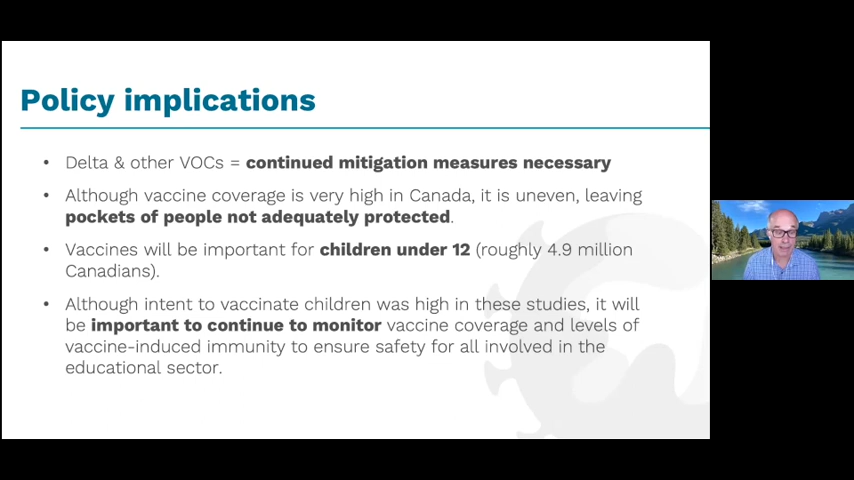 Policy implications
• Delta & other VOCs = continued mitigation measures necessary
• Although vaccine coverage is very high in Canada, it is uneven, leaving
pockets of people not adequately protected.
• Vaccines will be important for children under 12 (roughly 4.9 million
Canadians).
• Although intent to vaccinate children was high in these studies, it will
be important to continue to monitor vaccine coverage and levels of
vaccine-induced immunity to ensure safety for all involved in the
educational sector.